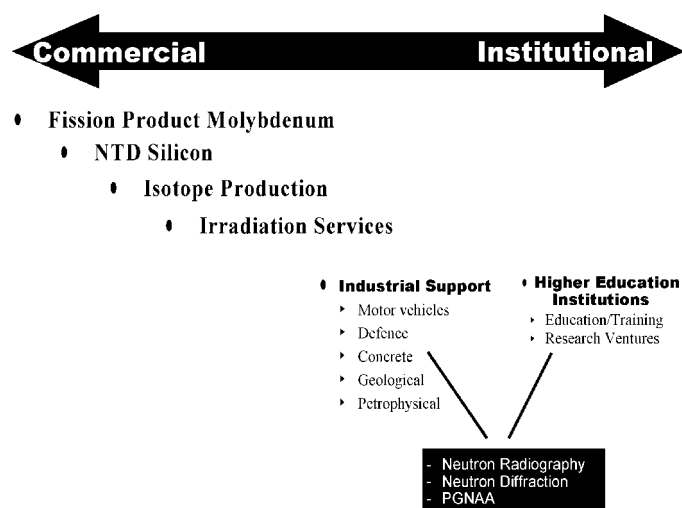 Commercial Institutional
Fission Product Molybdenum
NTD Silicon
Isotope Production
Irradiation Services
Industrial Support
Motor vehicles
Defence
Concrete
Geological
Petrophysical
Higher Education
Institutions
Education/Training
Research Ventures
- Neutron Radiography
- Neutron Diffraction
- PGNAA